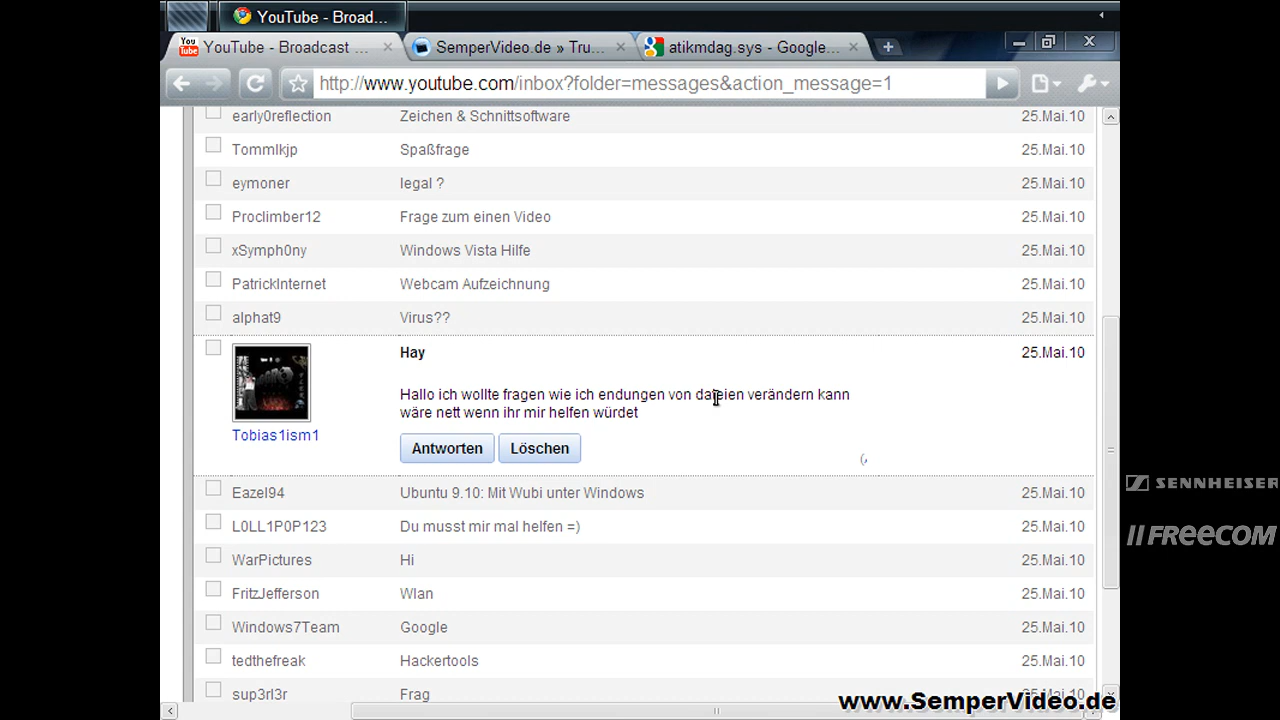 YouTube - Broad...
YouTube - Broadcast ...
SemperVideo.de » Tru...
atikmdag.sys - Google...
http://www.youtube.com/inbox?folder=messages&action_message=1
early0reflection Zeichen & Schnittsoftware 25.Mai.10
Tommlkjp Spaßfrage 25.Mai.10
eymoner legal ? 25.Mai.10
Proclimber12 Frage zum einen Video 25.Mai.10
xSymph0ny Windows Vista Hilfe 25.Mai.10
PatrickInternet Webcam Aufzeichnung 25.Mai.10
alphat9 Virus?? 25.Mai.10
Hay 25.Mai.10
Hallo ich wollte fragen wie ich endungen von dateien verändern kann
wäre nett wenn ihr mir helfen würdet
Tobias1ism1
Antworten Löschen
Eazel94 Ubuntu 9.10: Mit Wubi unter Windows 25.Mai.10
SENNHEISER
L0LL1P0P123 Du musst mir mal helfen =) 25.Mai.10
FREECOM
WarPictures Hi 25.Mai.10
FritzJefferson Wlan 25.Mai.10
Windows7Team Google 25.Mai.10
tedthefreak Hackertools 25.Mai.10
sup3rl3r Frag 25.Mai.10
www.SemperVideo.de